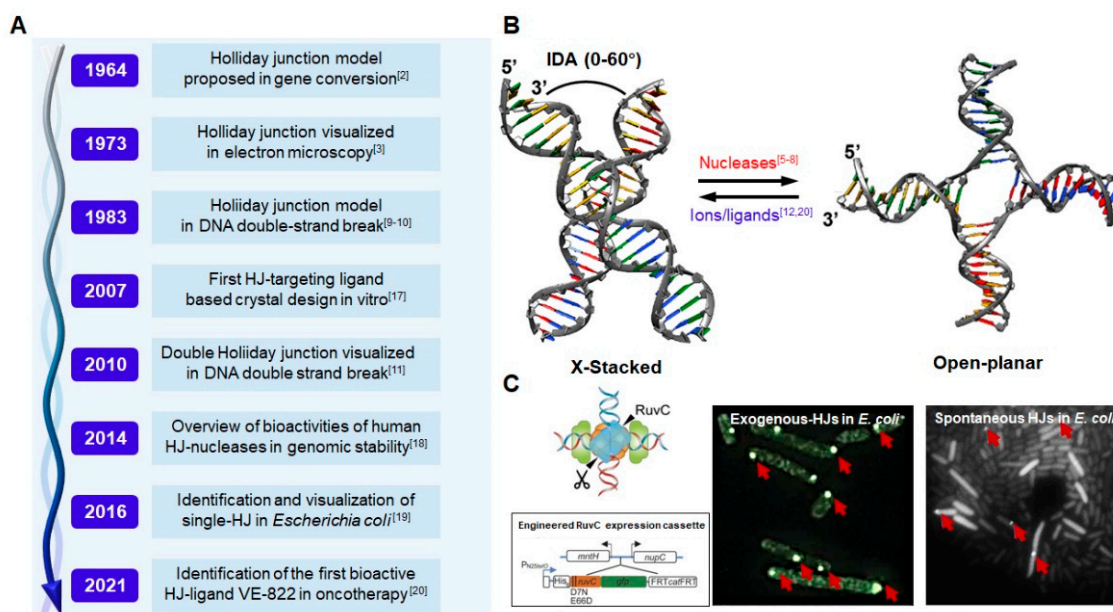 A
1964
Holliday junction model
proposed in gene conversion[2]
1973
Holliday junction visualized
in electron microscopy[3]
1983
Holiiday junction model
in DNA double-strand break[9-10]
2007
First HJ-targeting ligand
based crystal design in vitro[17]
2010
Double Holiiday junction visualized
in DNA double strand break[11]
2014
Overview of bioactivities of human
HJ-nucleases in genomic stability[18]
2016
Identification and visualization of
single-HJ in Escherichia coli[19]
2021
Identification of the first bioactive
HJ-ligand VE-822 in oncotherapy[20]
B
IDA (0-60°)
5’
3’
Nucleases[5-8]
Ions/ligands[12,20]
5’
3’
X-Stacked
Open-planar
C
RuvC
Engineered RuvC expression cassette
mntH
nupC
PN25tetO
His6
ruvC
gfp
FRTcatFRT
D7N
E66D
Exogenous-HJs in E. coli
Spontaneous HJs in E. coli